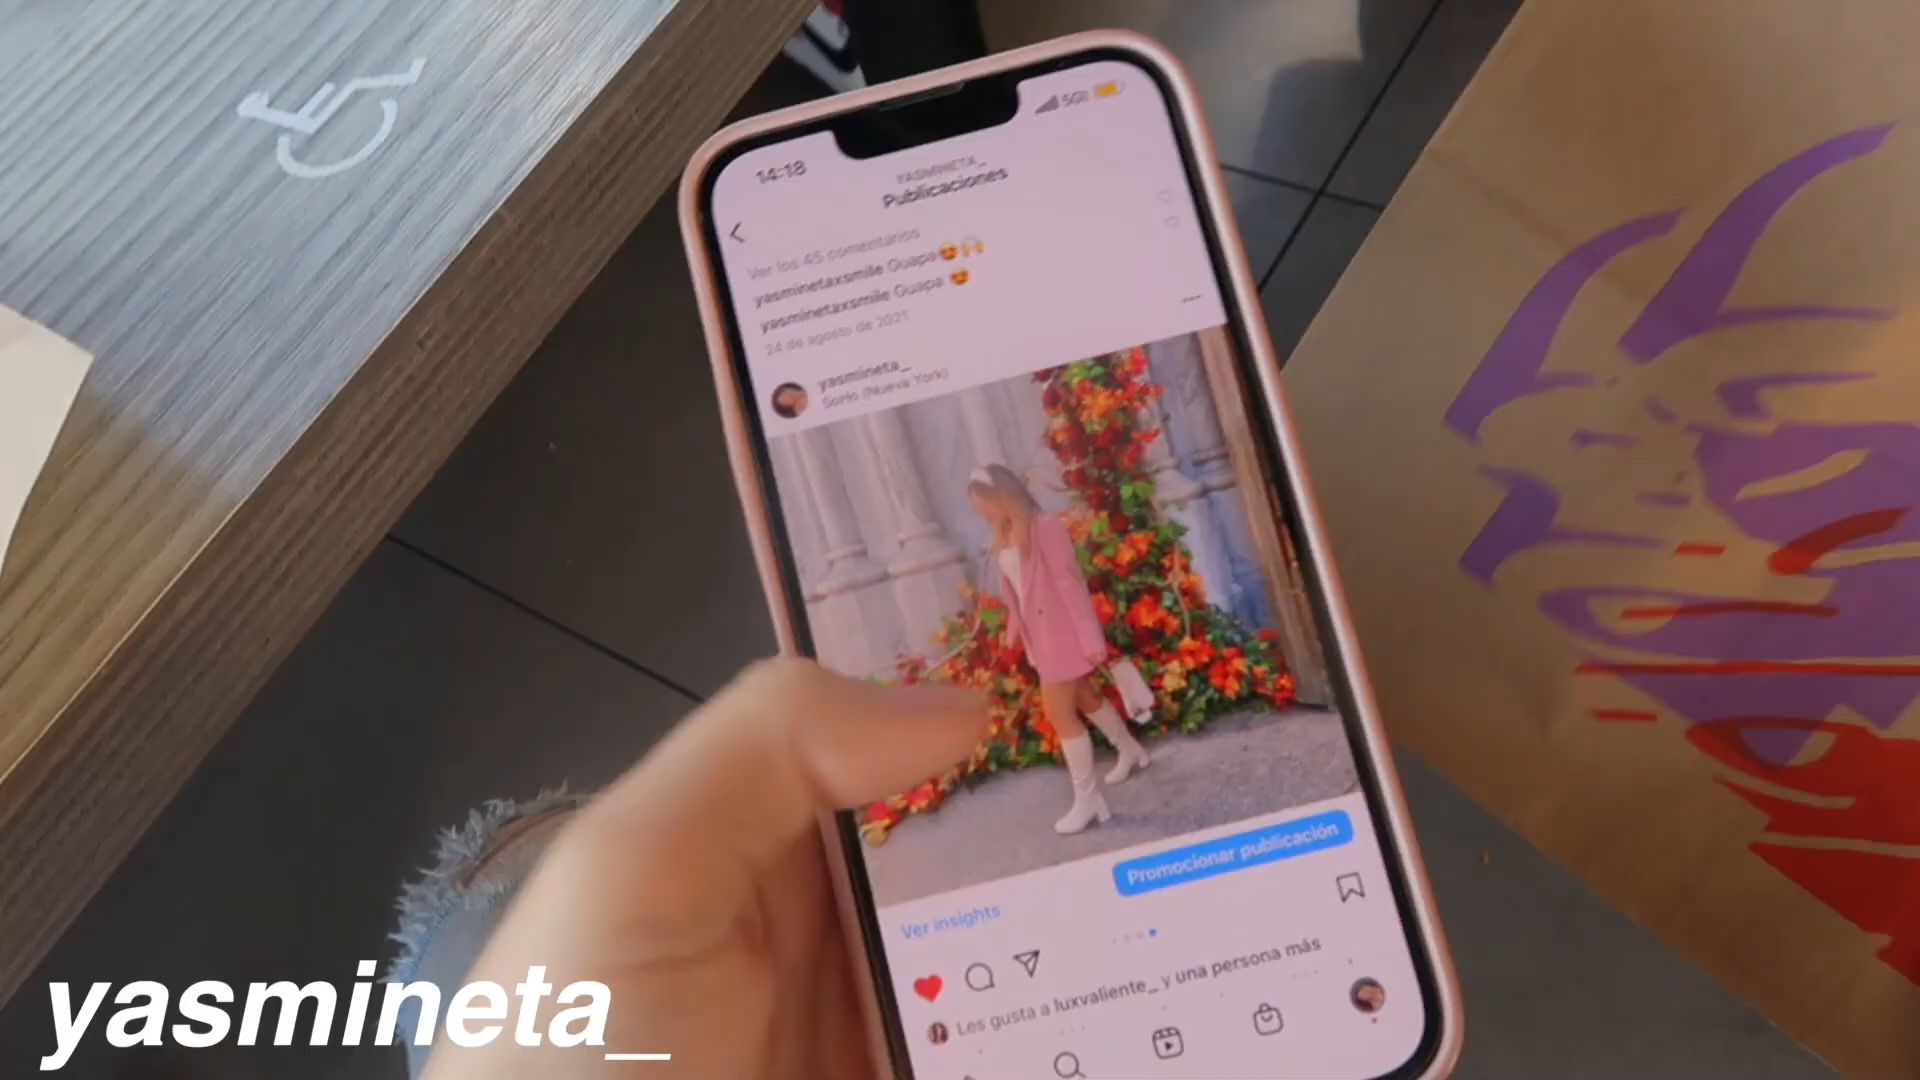 14:18
5G
YASMINETA_
Publicaciones
Ver los 45 comentarios
yasminetaxsmile Guapa😍🙌
yasminetaxsmile Guapa 😍
24 de agosto de 2021
yasmineta_
SoHo (Nueva York)
Promocionar publicación
Ver insights
Les gusta a luxvaliente_ y una persona más
yasmineta_